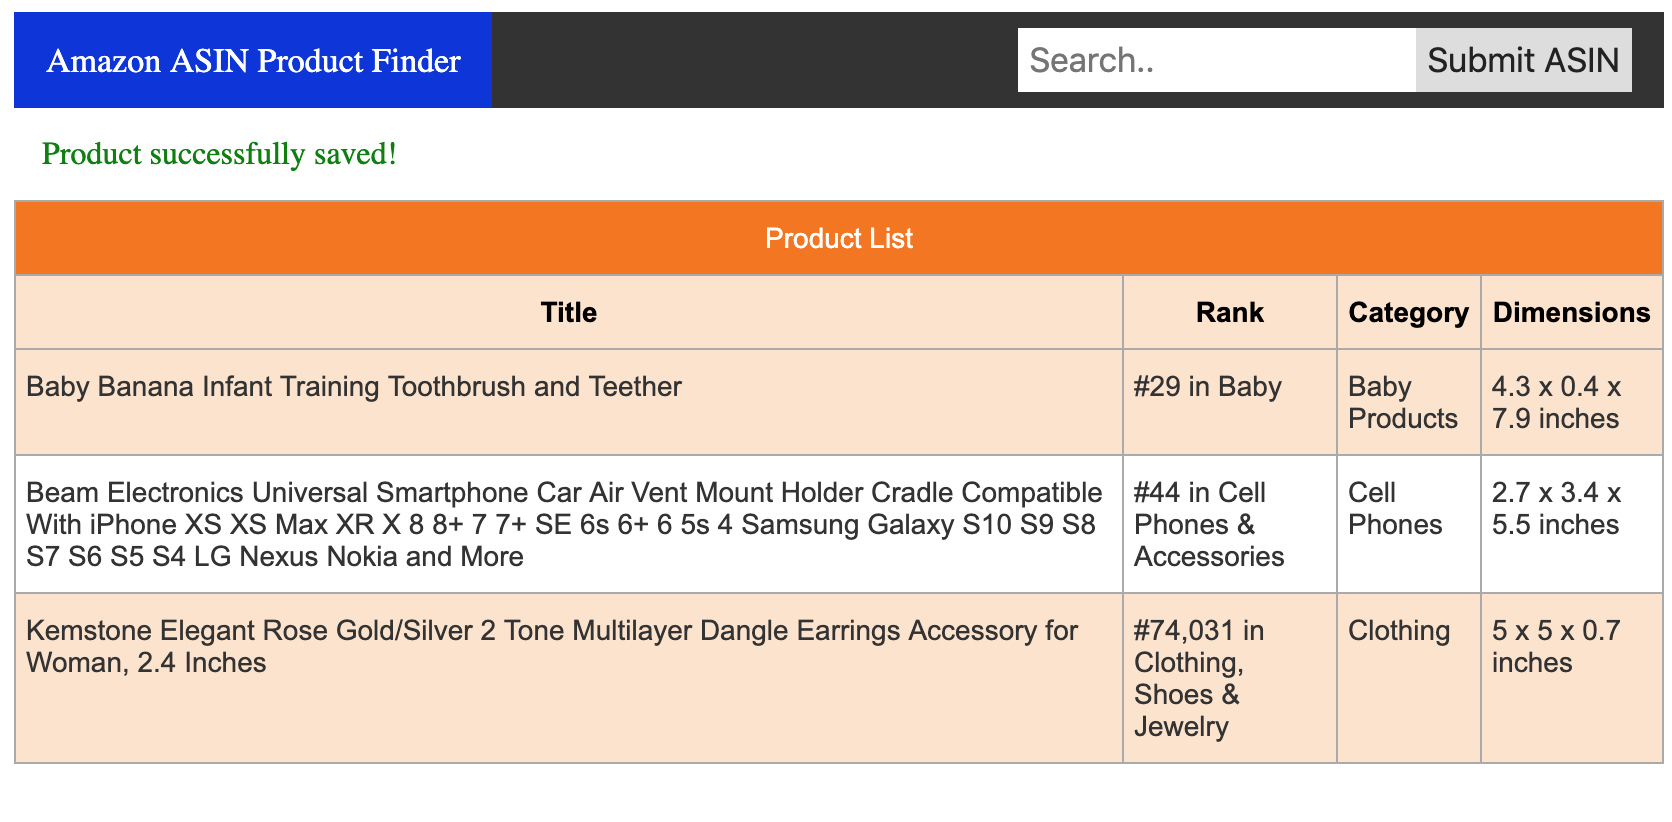 Amazon ASIN Product Finder
Search..
Submit ASIN
Product successfully saved!
Product List
Title
Rank
Category
Dimensions
Baby Banana Infant Training Toothbrush and Teether
#29 in Baby
Baby
Products
4.3 x 0.4 x
7.9 inches
Beam Electronics Universal Smartphone Car Air Vent Mount Holder Cradle Compatible
With iPhone XS XS Max XR X 8 8+ 7 7+ SE 6s 6+ 6 5s 4 Samsung Galaxy S10 S9 S8
S7 S6 S5 S4 LG Nexus Nokia and More
#44 in Cell
Phones &
Accessories
Cell
Phones
2.7 x 3.4 x
5.5 inches
Kemstone Elegant Rose Gold/Silver 2 Tone Multilayer Dangle Earrings Accessory for
Woman, 2.4 Inches
#74,031 in
Clothing,
Shoes &
Jewelry
Clothing
5 x 5 x 0.7
inches